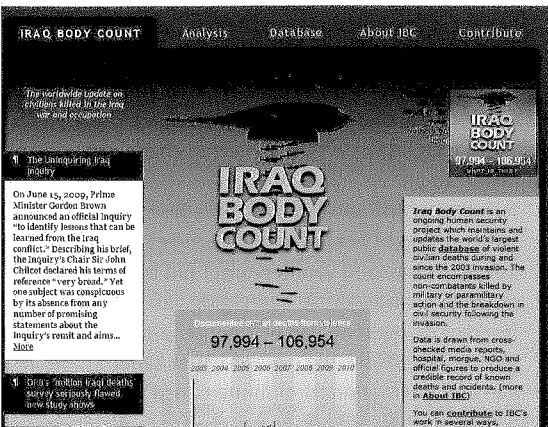 IRAQ BODY COUNT
Analysis
Database
About IBC
Contribute
The worldwide update on
civilians killed in the Iraq
war and occupation
The Uninquiring Iraq
Inquiry
On June 15, 2009, Prime
Minister Gordon Brown
announced an official Inquiry
"to identify lessons that can be
learned from the Iraq
conflict." Describing his brief,
the Inquiry's Chair Sir John
Chilcot declared his terms of
reference "very broad." Yet
one subject was conspicuous
by its absence from any
number of promising
statements about the
Inquiry's remit and aims...
More
ORB's "million Iraqi deaths"
survey seriously flawed,
new study shows
IRAQ
BODY
COUNT
Documented civilian deaths from violence
97,994 – 106,954
2003 2004 2005 2006 2007 2008 2009 2010
IRAQ
BODY
COUNT
97,994 – 106,954
WHAT IS THIS?
Iraq Body Count is an
ongoing human security
project which maintains and
updates the world's largest
public database of violent
civilian deaths during and
since the 2003 invasion. The
count encompasses
non-combatants killed by
military or paramilitary
action and the breakdown in
civil security following the
invasion.
Data is drawn from cross-
checked media reports,
hospital, morgue, NGO and
official figures to produce a
credible record of known
deaths and incidents. (more
in About IBC)
You can contribute to IBC's
work in several ways,